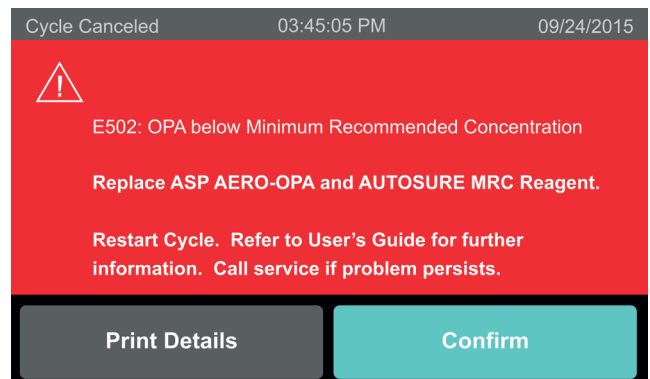 Cycle Canceled 03:45:05 PM 09/24/2015
E502: OPA below Minimum Recommended Concentration
Replace ASP AERO-OPA and AUTOSURE MRC Reagent.
Restart Cycle. Refer to User's Guide for further
information. Call service if problem persists.
Print Details Confirm